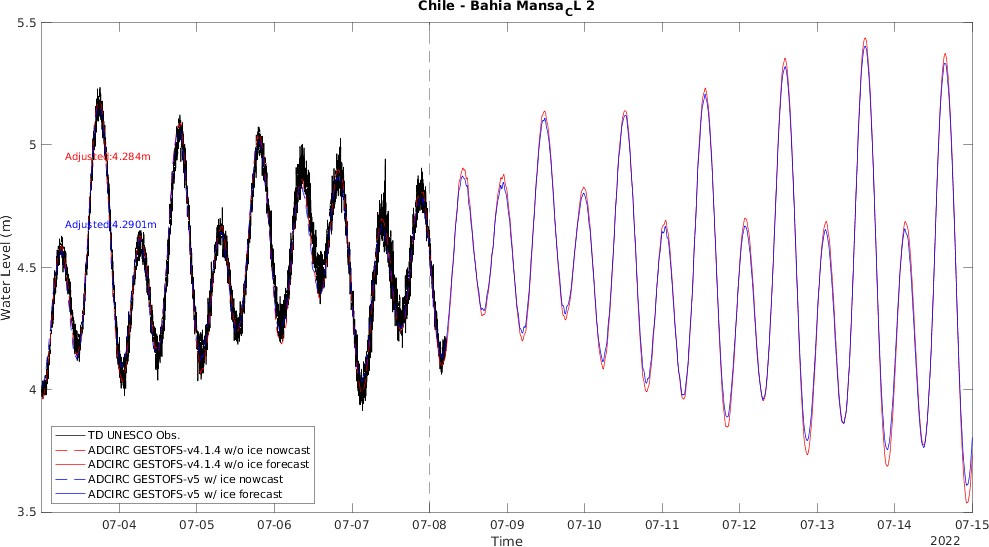 Chile - Bahia Mansa_CL 2
5.5
5
4.5
4
3.5
Water Level (m)
Adjusted:4.284m
Adjusted:4.2901m
TD UNESCO Obs.
ADCIRC GESTOFS-v4.1.4 w/o ice nowcast
ADCIRC GESTOFS-v4.1.4 w/o ice forecast
ADCIRC GESTOFS-v5 w/ ice nowcast
ADCIRC GESTOFS-v5 w/ ice forecast
07-04 07-05 07-06 07-07 07-08 07-09 07-10 07-11 07-12 07-13 07-14 07-15
Time
2022